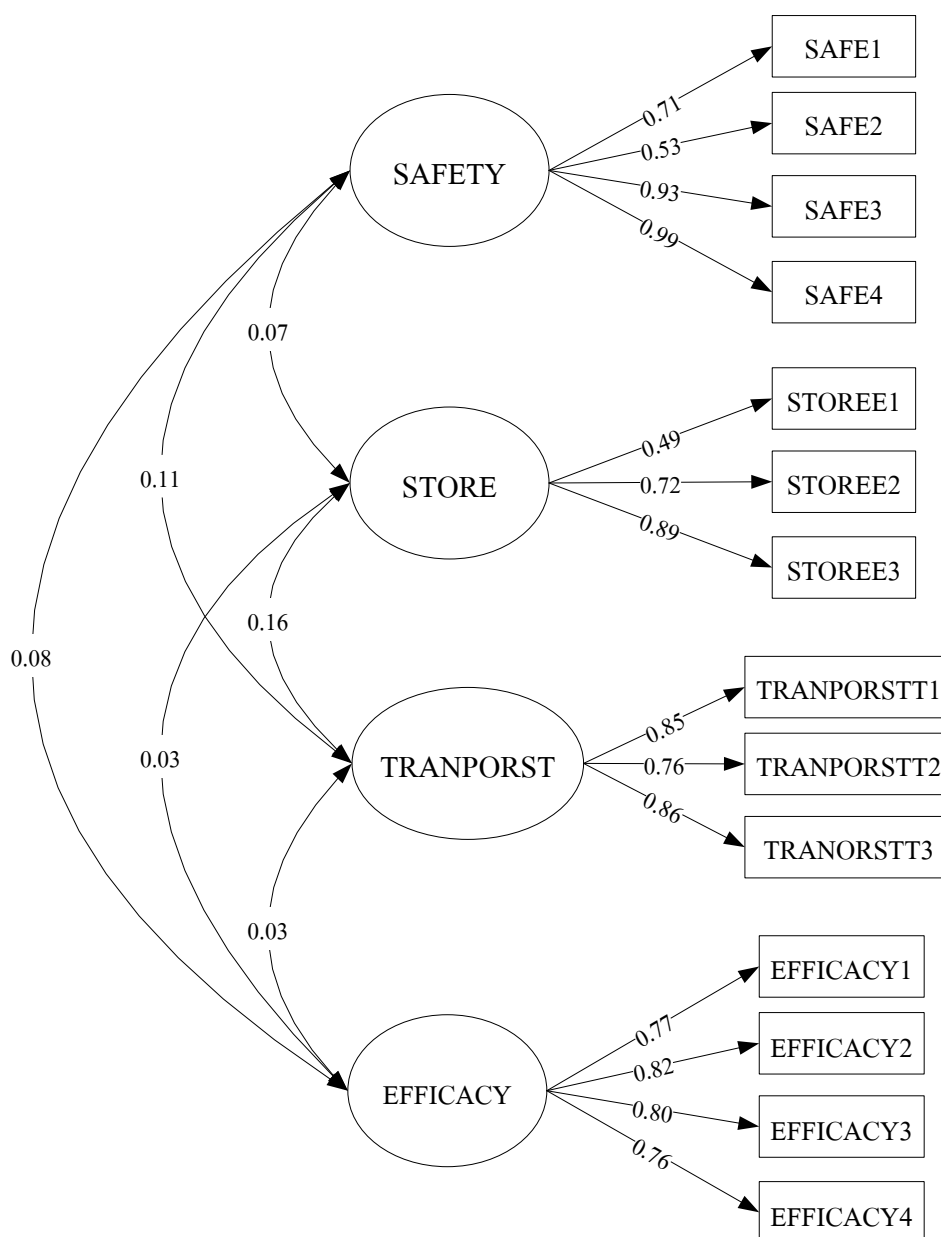 SAFE1
0.71
SAFE2
SAFETY
0.53
0.93
SAFE3
0.99
SAFE4
0.07
STOREE1
0.49
0.11
STORE
0.72
STOREE2
0.89
STOREE3
0.16
0.08
TRANPORSTT1
0.85
0.03
TRANPORST
0.76
TRANPORSTT2
0.86
TRANORSTT3
0.03
EFFICACY1
0.77
EFFICACY2
0.82
EFFICACY
0.80
EFFICACY3
0.76
EFFICACY4